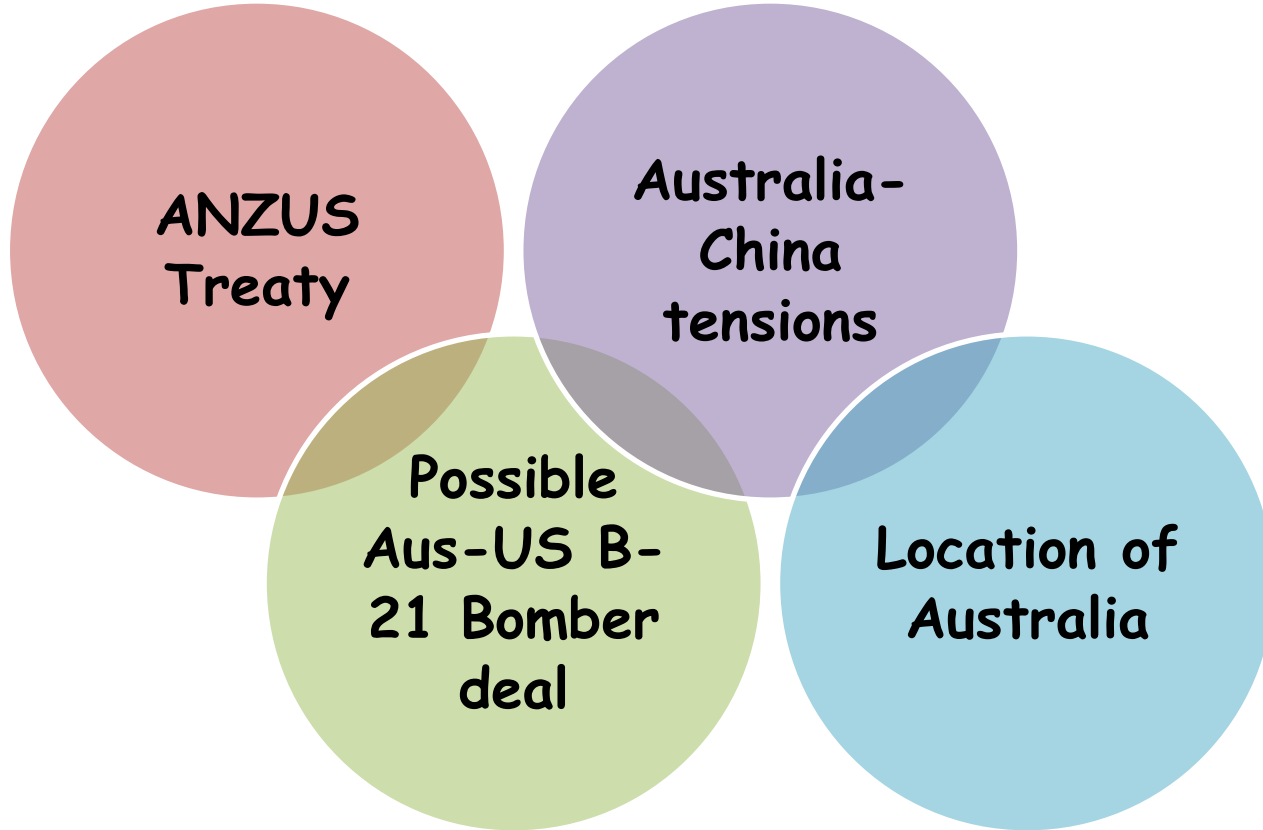 ANZUS
Treaty
Australia-
China
tensions
Possible
Aus-US B-
21 Bomber
deal
Location of
Australia